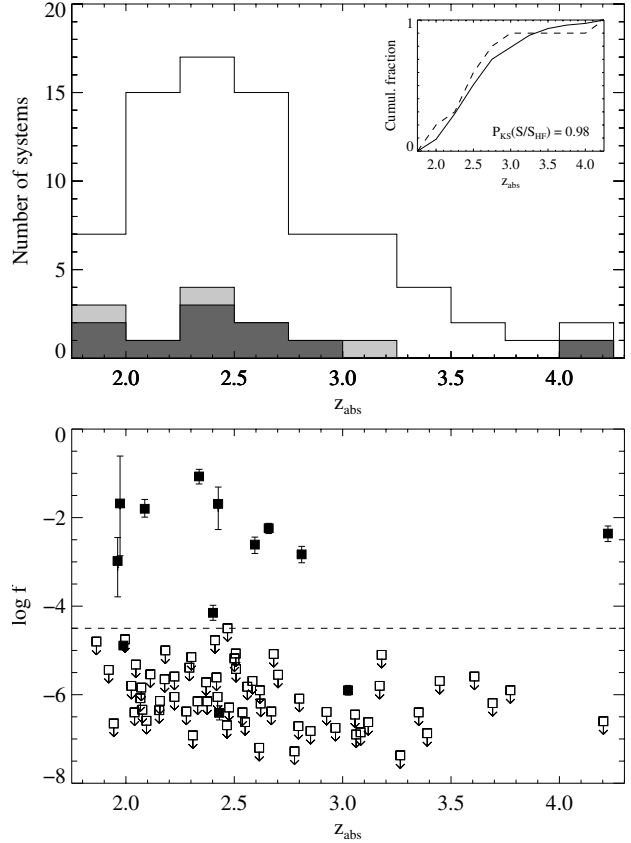 20
15
10
5
0
Number of systems
2.0 2.5 3.0 3.5 4.0
z_abs
1
0
Cumul. fraction
P_KS(S/S_HF) = 0.98
2.0 2.5 3.0 3.5 4.0
z_abs
0
−2
−4
−6
−8
log f
2.0 2.5 3.0 3.5 4.0
z_abs